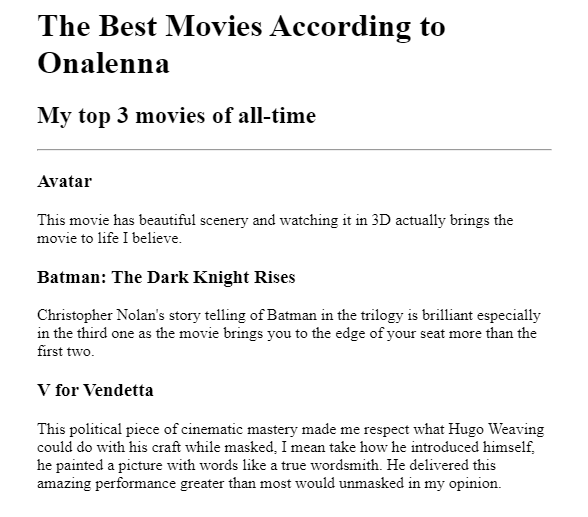 The Best Movies According to
Onalenna
My top 3 movies of all-time
Avatar
This movie has beautiful scenery and watching it in 3D actually brings the
movie to life I believe.
Batman: The Dark Knight Rises
Christopher Nolan's story telling of Batman in the trilogy is brilliant especially
in the third one as the movie brings you to the edge of your seat more than the
first two.
V for Vendetta
This political piece of cinematic mastery made me respect what Hugo Weaving
could do with his craft while masked, I mean take how he introduced himself,
he painted a picture with words like a true wordsmith. He delivered this
amazing performance greater than most would unmasked in my opinion.